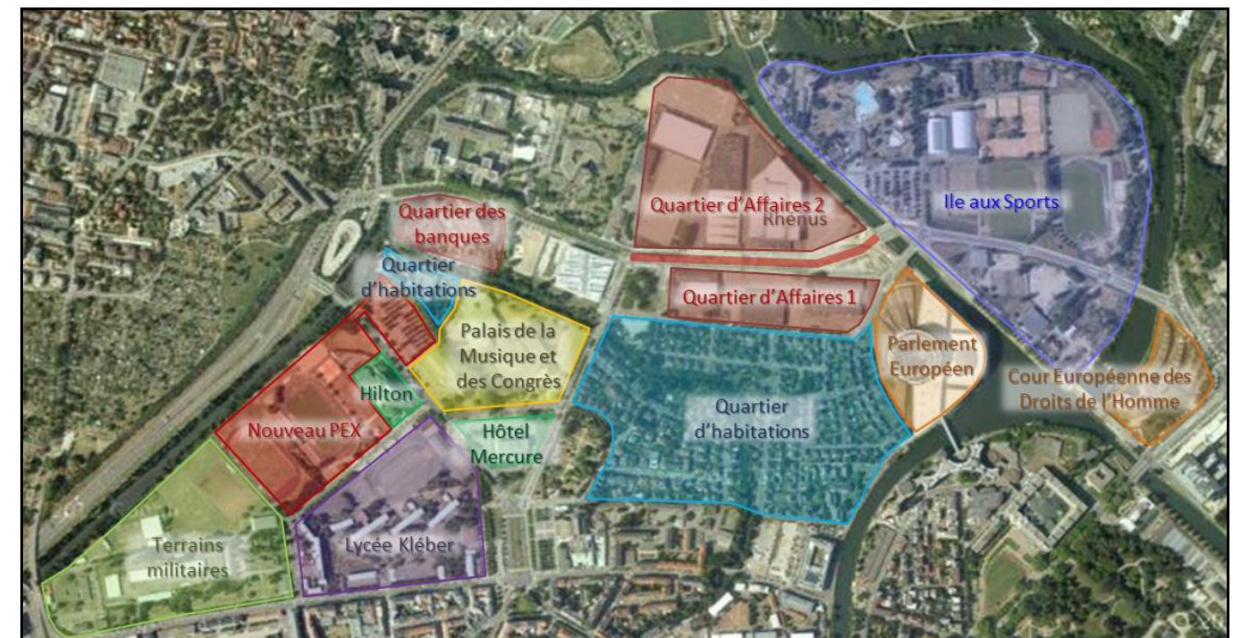 Quartier d'Affaires 2
Rhénus
Ile aux Sports
Quartier des
banques
Quartier
d'habitations
Quartier d'Affaires 1
Palais de la
Musique et
des Congrès
Parlement
Européen
Cour Européenne des
Droits de l'Homme
Hilton
Nouveau PEX
Hôtel
Mercure
Quartier
d'habitations
Terrains
militaires
Lycée Kléber